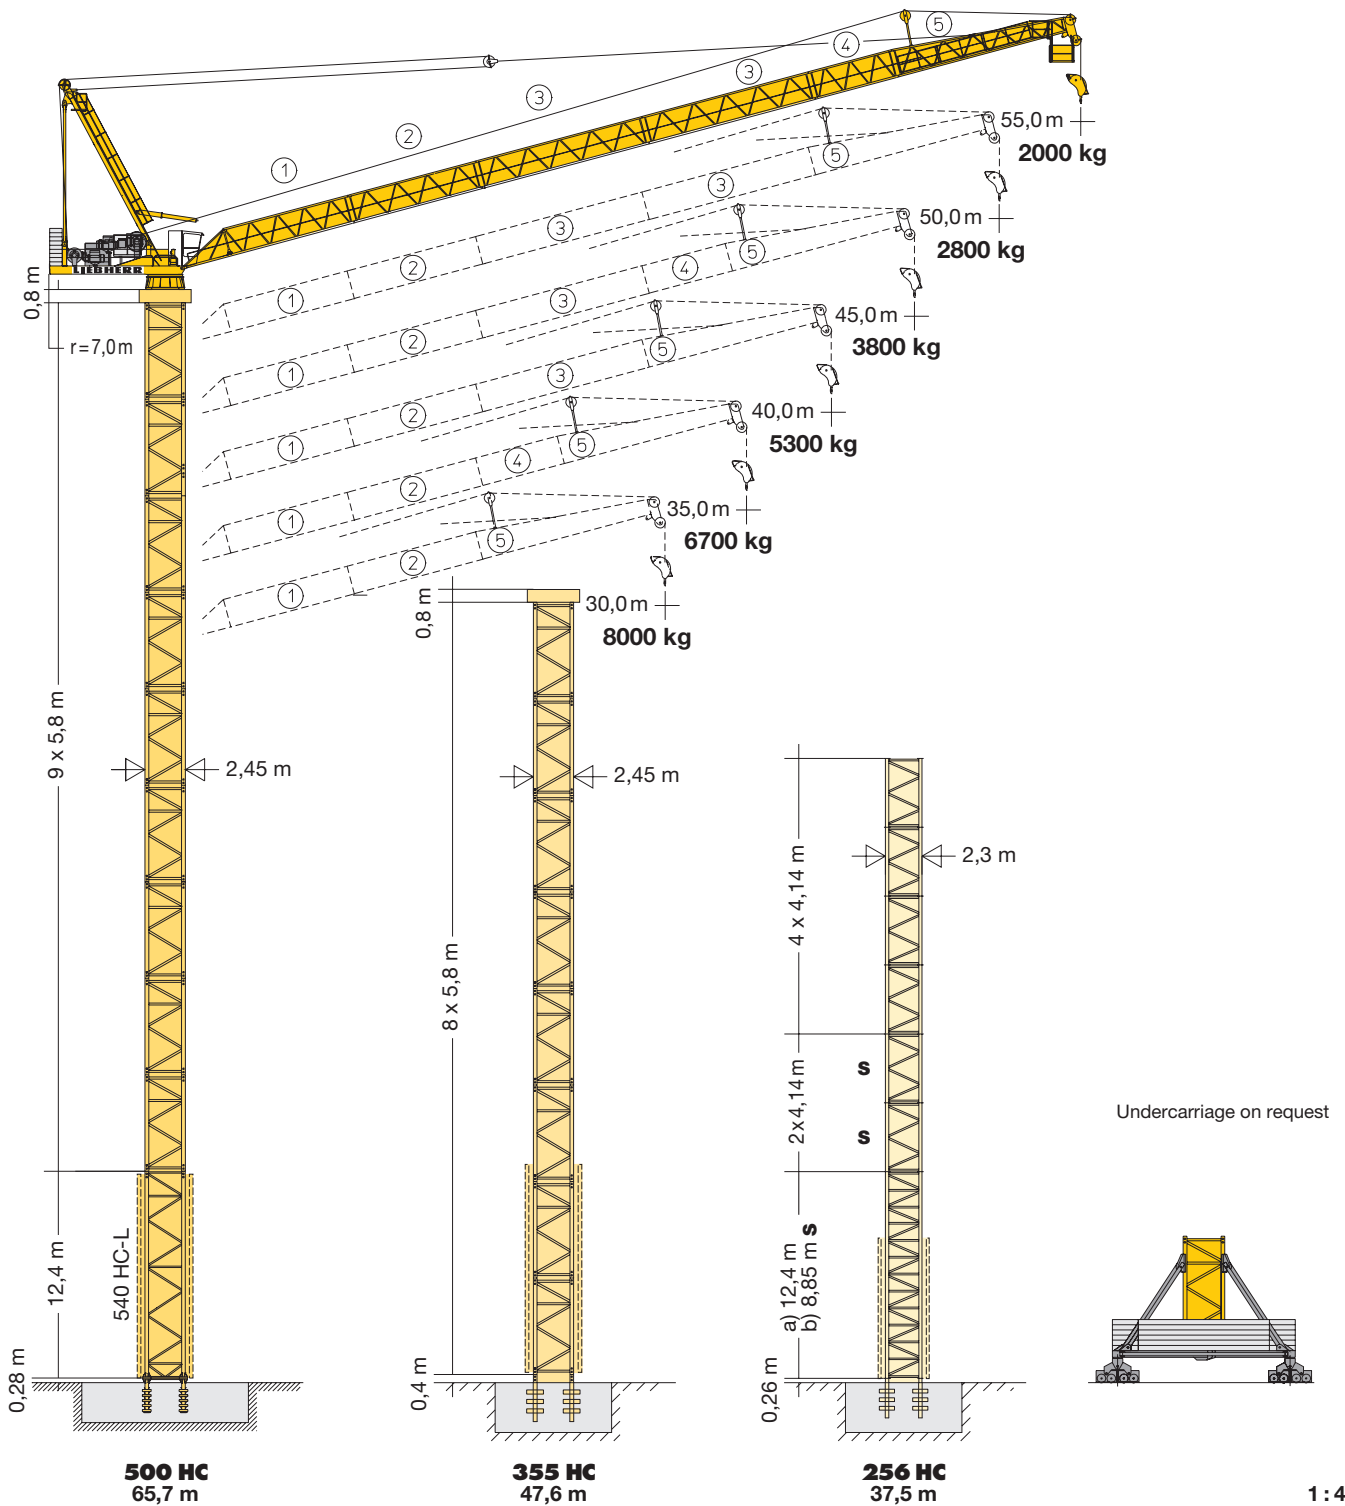 5
4
3
3
2
1
55,0 m
2000 kg
5
3
3
2
1
50,0 m
2800 kg
5
4
3
2
1
45,0 m
3800 kg
5
3
2
1
40,0 m
5300 kg
5
4
2
1
35,0 m
6700 kg
5
2
1
30,0 m
8000 kg
LIEBHERR
0,8 m
r=7,0 m
9 x 5,8 m
2,45 m
12,4 m
540 HC-L
0,28 m
500 HC
65,7 m
0,8 m
8 x 5,8 m
2,45 m
0,4 m
355 HC
47,6 m
4 x 4,14 m
2,3 m
2 x 4,14 m
s
s
a) 12,4 m
b) 8,85 m s
0,26 m
256 HC
37,5 m
Undercarriage on request
1 : 4